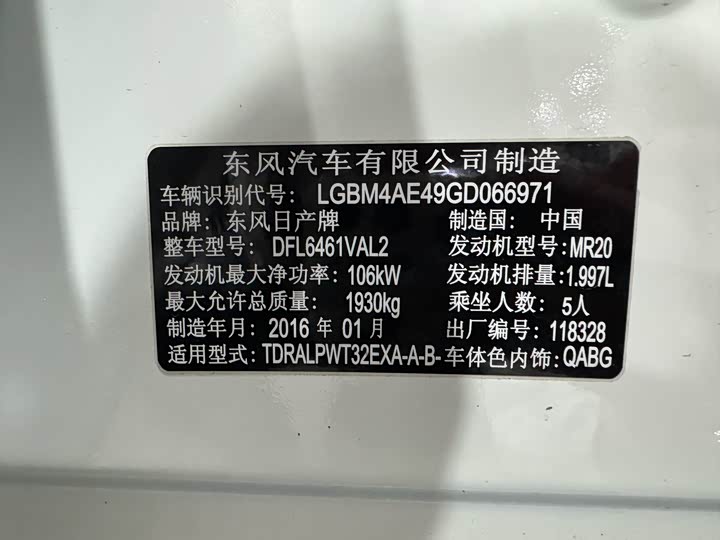 东风汽车有限公司制造
车辆识别代号: LGBM4AE49GD066971
品牌: 东风日产牌 制造国: 中国
整车型号: DFL6461VAL2 发动机型号: MR20
发动机最大净功率: 106kW 发动机排量: 1.997L
最大允许总质量: 1930kg 乘坐人数: 5人
制造年月: 2016 年 01 月 出厂编号: 118328
适用型式: TDRALPWT32EXA-A-B- 车体色内饰: QABG